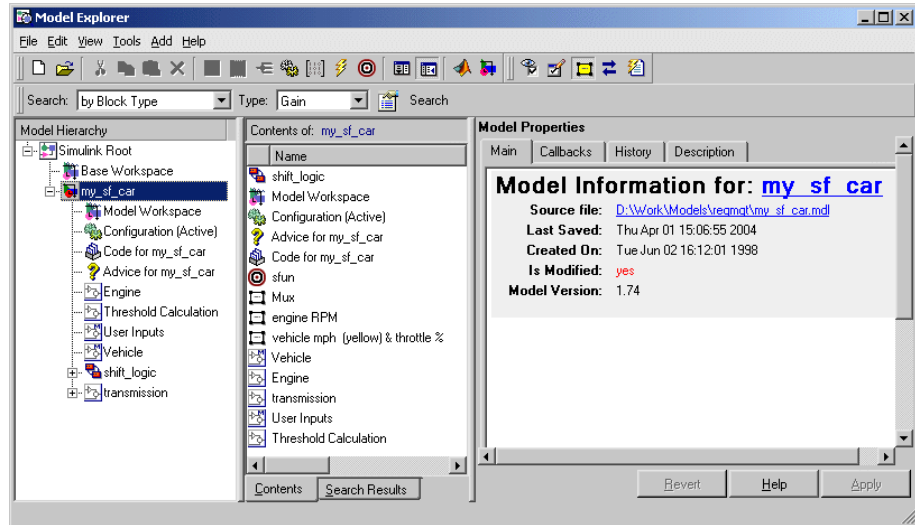 Model Explorer
File Edit View Tools Add Help
Search: by Block Type Type: Gain Search
Model Hierarchy
Simulink Root
Base Workspace
my_sf_car
Model Workspace
Configuration (Active)
Code for my_sf_car
Advice for my_sf_car
Engine
Threshold Calculation
User Inputs
Vehicle
shift_logic
transmission
Contents of: my_sf_car
Name
shift_logic
Model Workspace
Configuration (Active)
Advice for my_sf_car
Code for my_sf_car
sfun
Mux
engine RPM
vehicle mph (yellow) & throttle %
Vehicle
Engine
transmission
User Inputs
Threshold Calculation
Contents Search Results
Model Properties
Main Callbacks History Description
Model Information for: my_sf_car
Source file: D:\Work\Models\reqmgt\my_sf_car.mdl
Last Saved: Thu Apr 01 15:06:55 2004
Created On: Tue Jun 02 16:12:01 1998
Is Modified: yes
Model Version: 1.74
Revert Help Apply